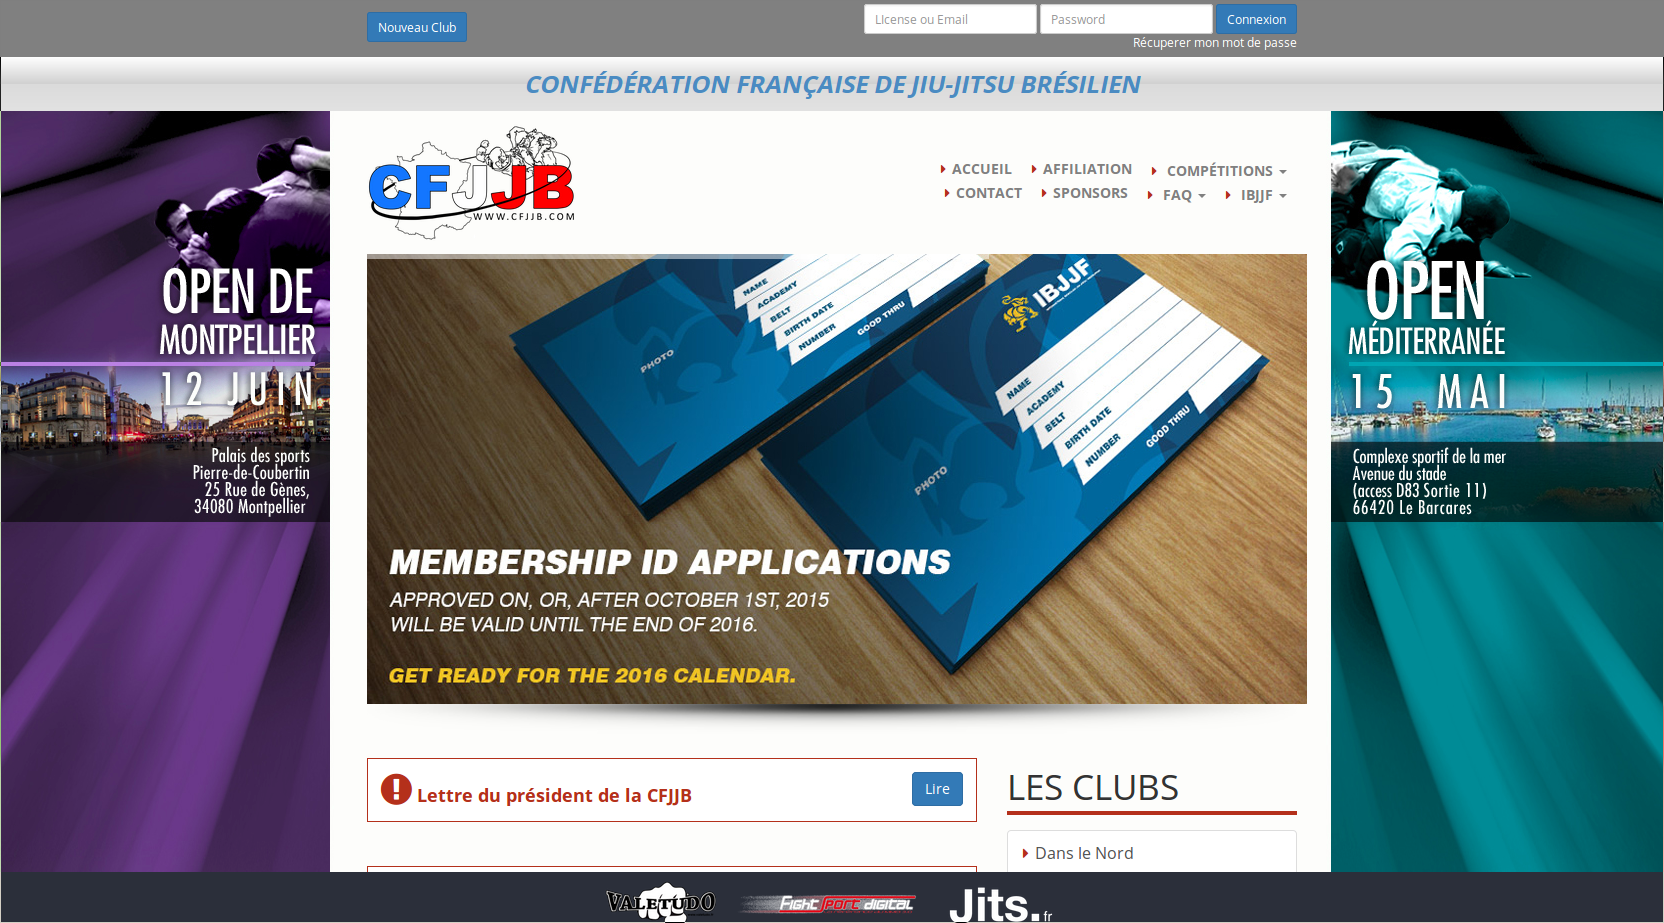 Nouveau Club
LIcense ou Email
Password
Connexion
Récuperer mon mot de passe
CONFÉDÉRATION FRANÇAISE DE JIU-JITSU BRÉSILIEN
CFJJB
WWW.CFJJB.COM
ACCUEIL
AFFILIATION
COMPÉTITIONS
CONTACT
SPONSORS
FAQ
IBJJF
OPEN DE
MONTPELLIER
12 JUIN
Palais des sports
Pierre-de-Coubertin
25 Rue de Gènes,
34080 Montpellier
NAME
ACADEMY
BELT
BIRTH DATE
NUMBER
GOOD THRU
PHOTO
IBJJF
NAME
ACADEMY
BELT
BIRTH DATE
NUMBER
GOOD THRU
PHOTO
MEMBERSHIP ID APPLICATIONS
APPROVED ON, OR, AFTER OCTOBER 1ST, 2015
WILL BE VALID UNTIL THE END OF 2016.
GET READY FOR THE 2016 CALENDAR.
OPEN
MÉDITERRANÉE
15 MAI
Complexe sportif de la mer
Avenue du stade
(access D83 Sortie 11)
66420 Le Barcares
Lettre du président de la CFJJB
Lire
LES CLUBS
Dans le Nord
VALETUDO
Fight Sport digital
Jits.fr